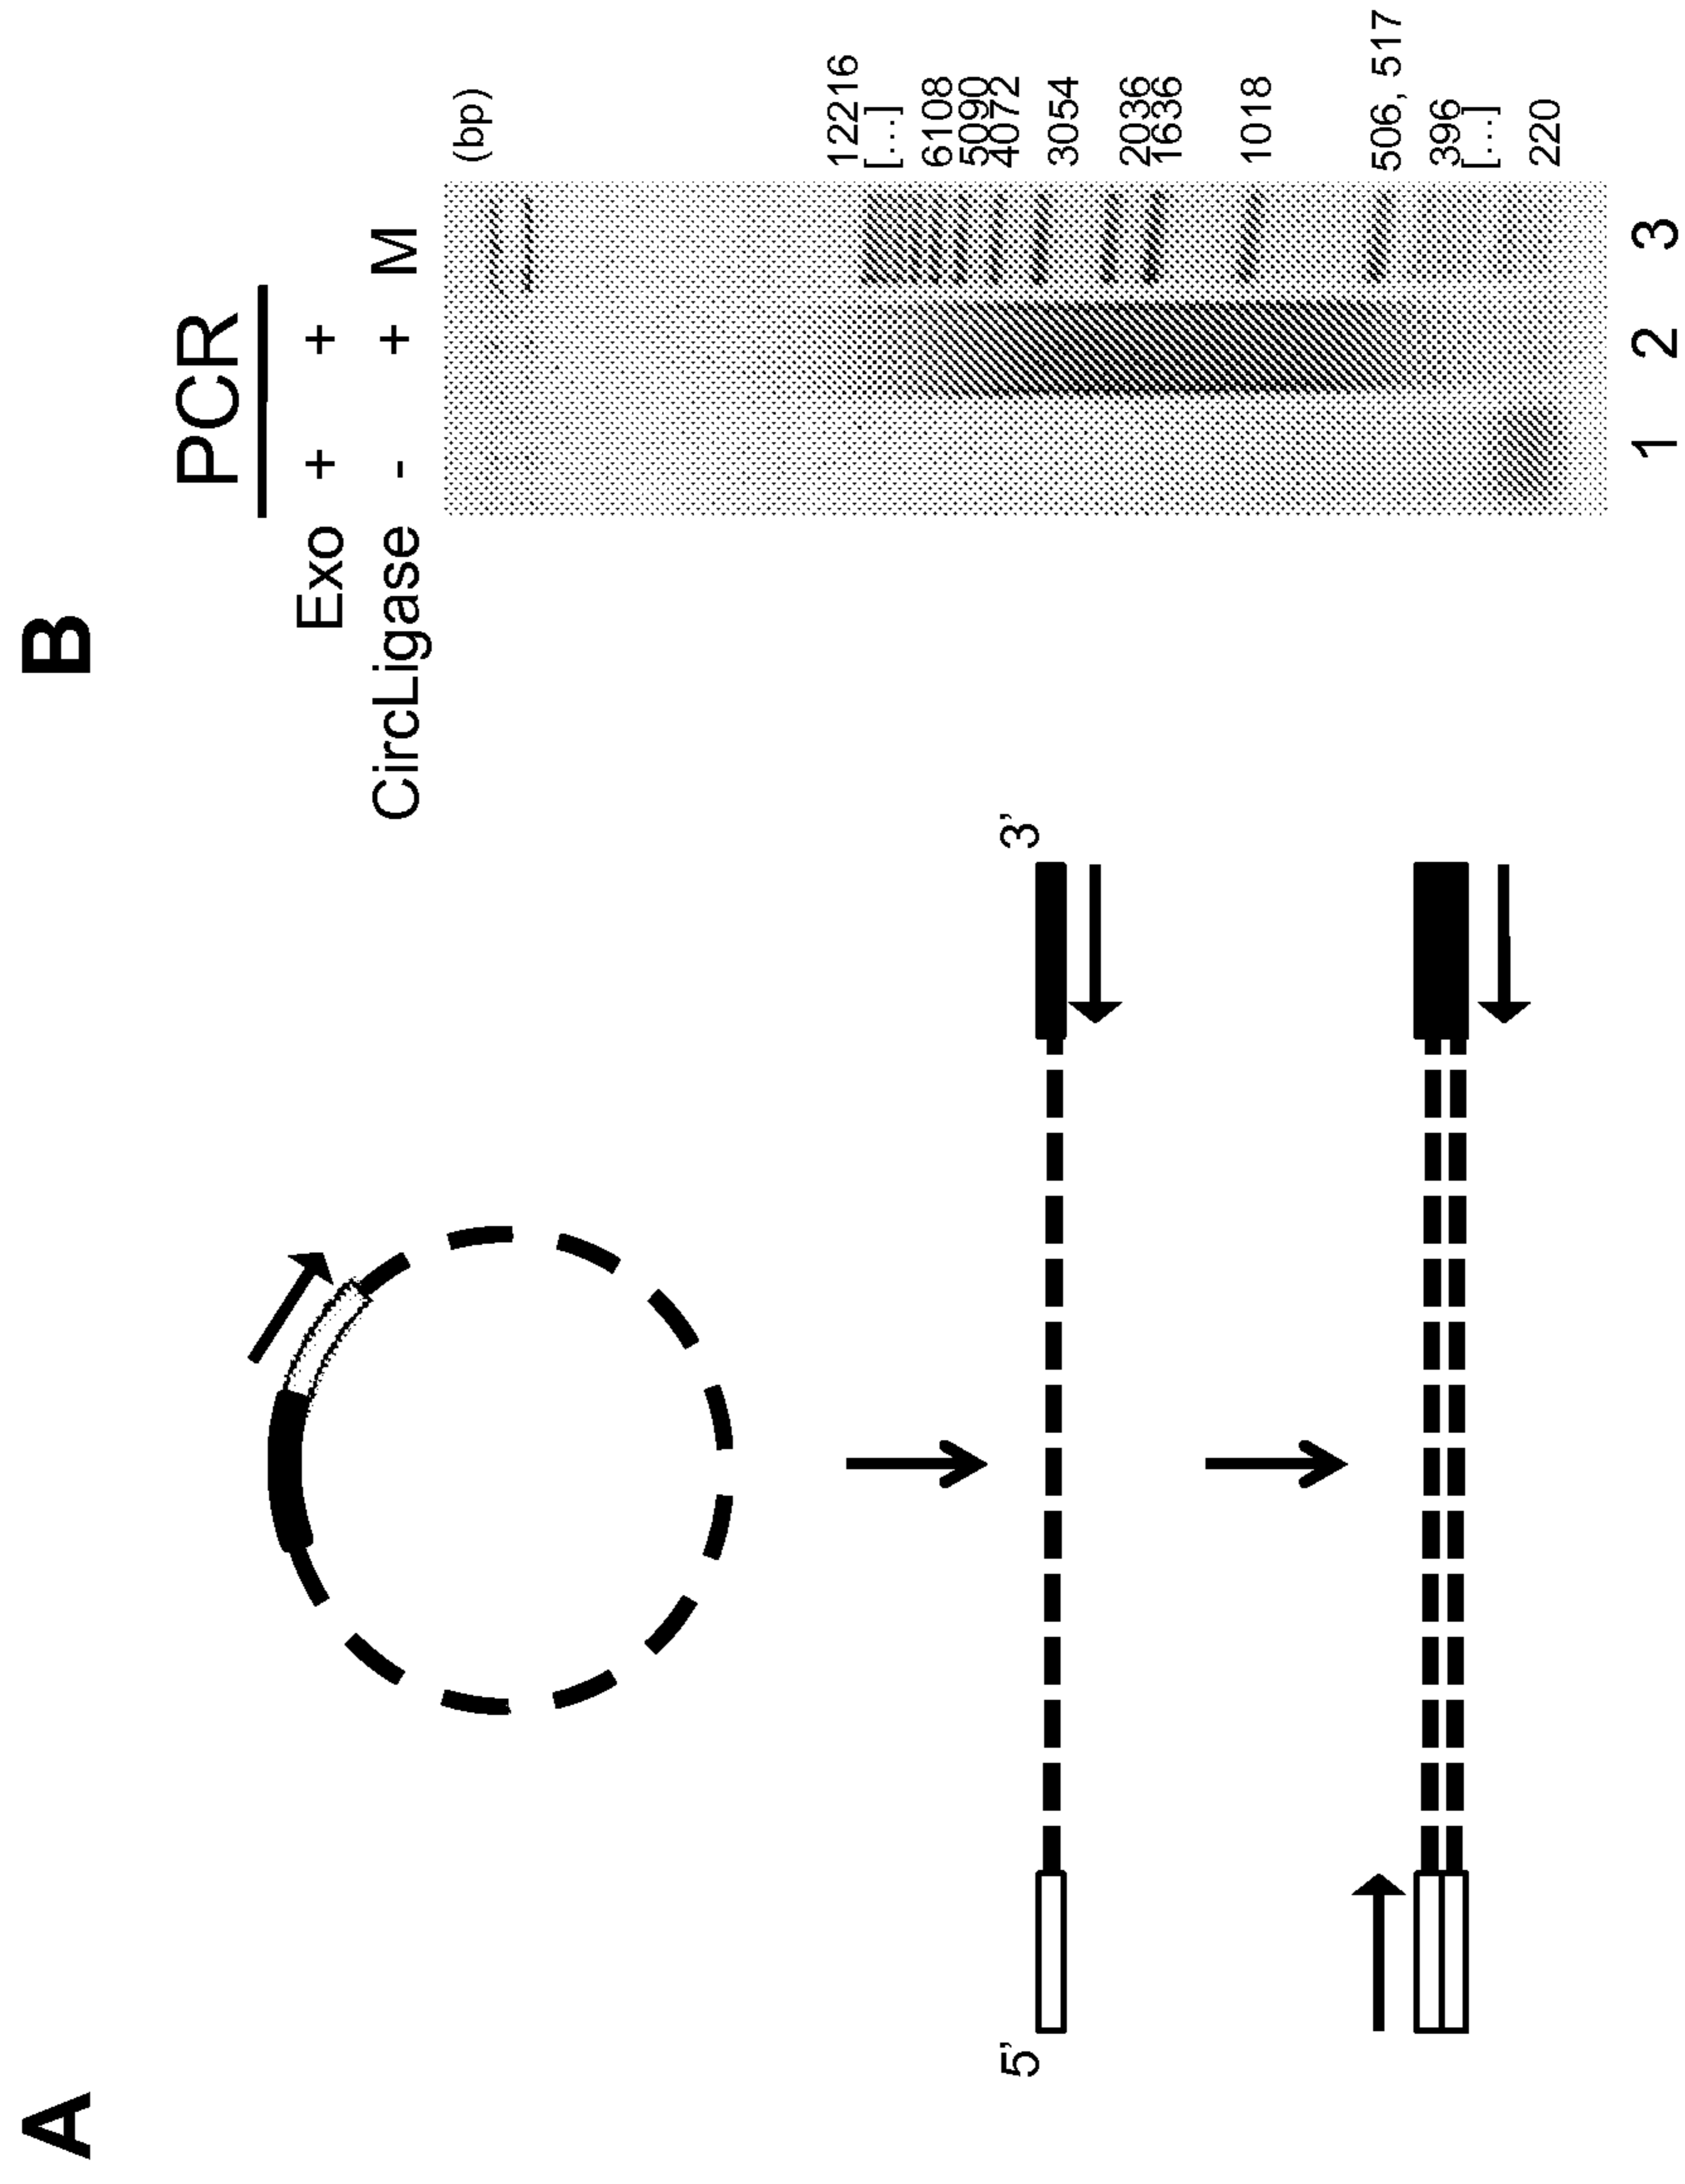 A
5'
3'
B
PCR
Exo + +
CircLigase - + M
(bp)
12216
[...]
6108
5090
4072
3054
2036
1636
1018
506, 517
396
[...]
220
1 2 3